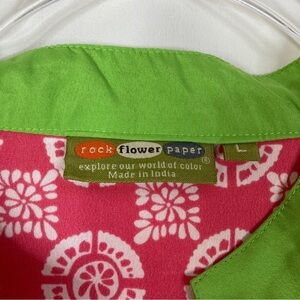 rock flower paper
explore our world of color ®
Made in India
L